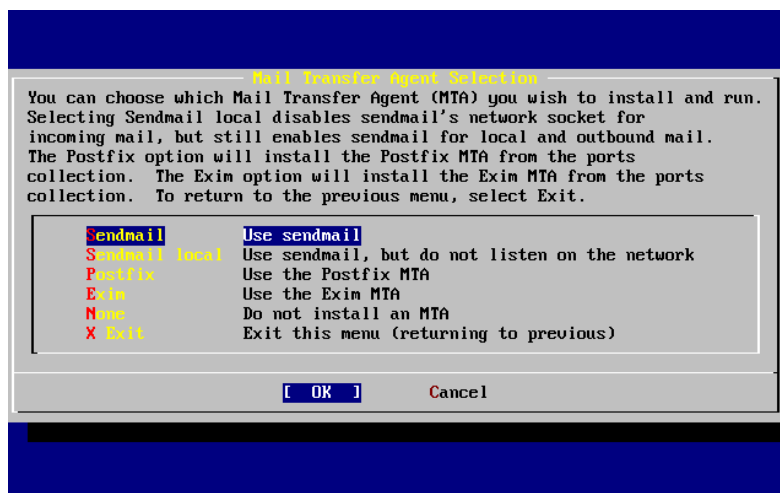 Mail Transfer Agent Selection
You can choose which Mail Transfer Agent (MTA) you wish to install and run.
Selecting Sendmail local disables sendmail's network socket for
incoming mail, but still enables sendmail for local and outbound mail.
The Postfix option will install the Postfix MTA from the ports
collection.  The Exim option will install the Exim MTA from the ports
collection.  To return to the previous menu, select Exit.
Sendmail Use sendmail
Sendmail local Use sendmail, but do not listen on the network
Postfix Use the Postfix MTA
Exim Use the Exim MTA
None Do not install an MTA
X Exit Exit this menu (returning to previous)
[ OK ] Cancel